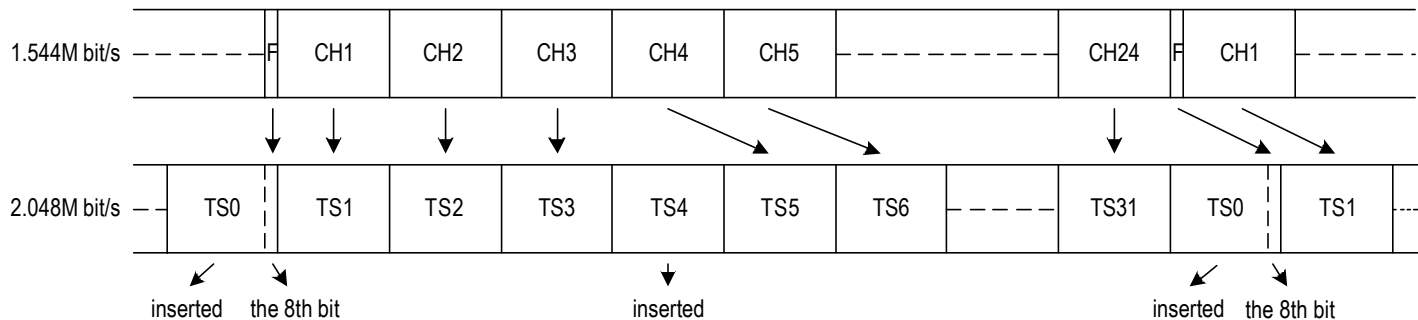 1.544M bit/s F CH1 CH2 CH3 CH4 CH5 CH24 F CH1
2.048M bit/s TS0 TS1 TS2 TS3 TS4 TS5 TS6 TS31 TS0 TS1
inserted the 8th bit inserted inserted the 8th bit